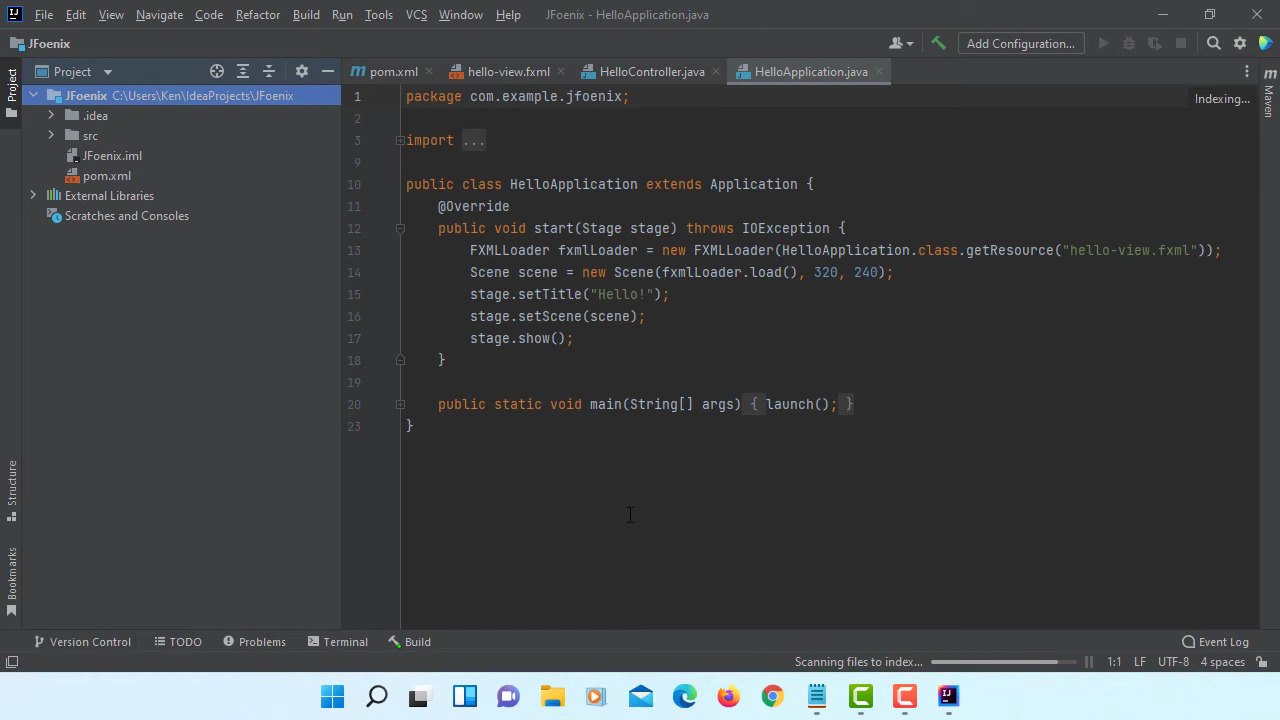 File Edit View Navigate Code Refactor Build Run Tools VCS Window Help JFoenix - HelloApplication.java
JFoenix Add Configuration...
Project pom.xml hello-view.fxml HelloController.java HelloApplication.java
Project
JFoenix C:\Users\Ken\IdeaProjects\JFoenix
.idea
src
JFoenix.iml
pom.xml
External Libraries
Scratches and Consoles
Structure
Bookmarks
1 package com.example.jfoenix;
2
3 import ...
9
10 public class HelloApplication extends Application {
11 @Override
12 public void start(Stage stage) throws IOException {
13 FXMLLoader fxmlLoader = new FXMLLoader(HelloApplication.class.getResource("hello-view.fxml"));
14 Scene scene = new Scene(fxmlLoader.load(), 320, 240);
15 stage.setTitle("Hello!");
16 stage.setScene(scene);
17 stage.show();
18 }
19
20 public static void main(String[] args) { launch(); }
23 }
Indexing...
Maven
Version Control TODO Problems Terminal Build Event Log
Scanning files to index... 1:1 LF UTF-8 4 spaces